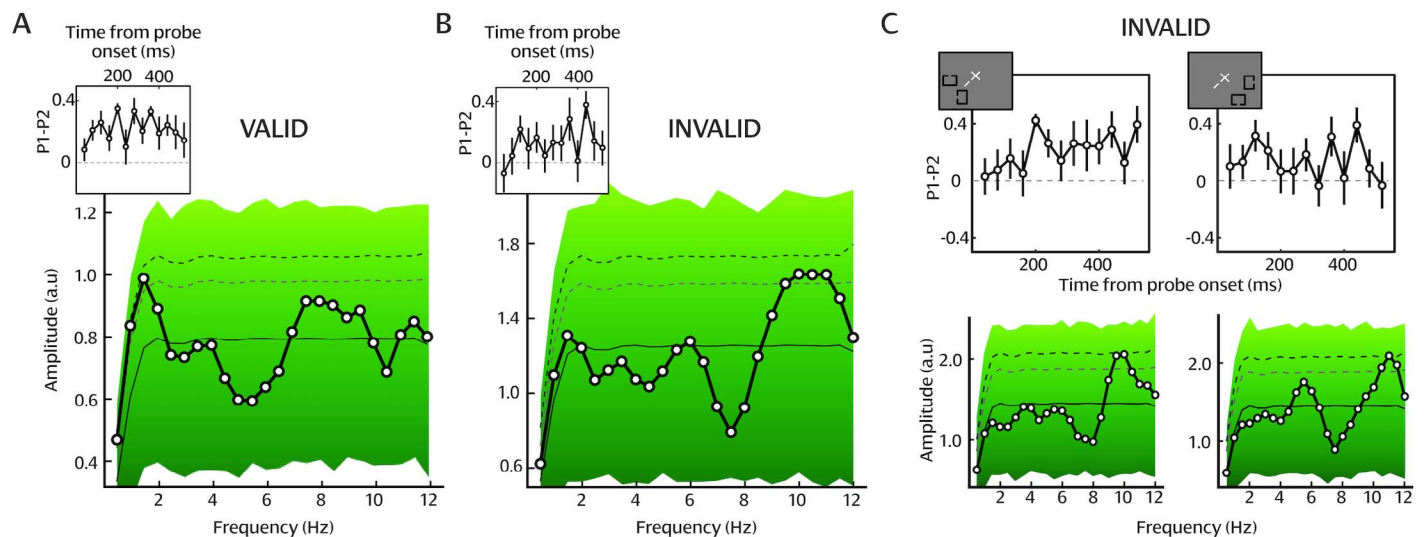 A
Time from probe
onset (ms)
200 400
0.4
0
P1-P2
VALID
1.2
1.0
0.8
0.6
0.4
Amplitude (a.u
0 2 4 6 8 10 12
Frequency (Hz)
B
Time from probe
onset (ms)
200 400
0.4
0
P1-P2
INVALID
1.8
1.4
1.0
0.6
0 2 4 6 8 10 12
Frequency (Hz)
C
INVALID
0.4
0
-0.4
P1-P2
200 400
0.4
0
-0.4
200 400
Time from probe onset (ms)
2.0
1.0
Amplitude (a.u
0 2 4 6 8 10 12
2.0
1.0
0 2 4 6 8 10 12
Frequency (Hz)